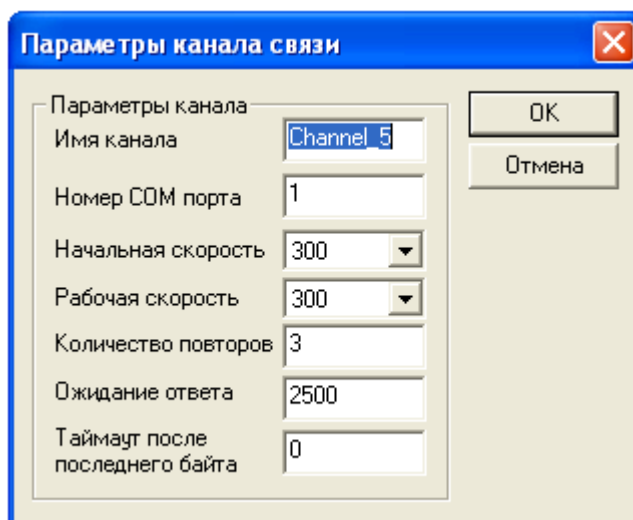 Параметры канала связи
Параметры канала
Имя канала
Channel_5
Номер COM порта
1
Начальная скорость
300
Рабочая скорость
300
Количество повторов
3
Ожидание ответа
2500
Таймаут после
последнего байта
0
OK
Отмена